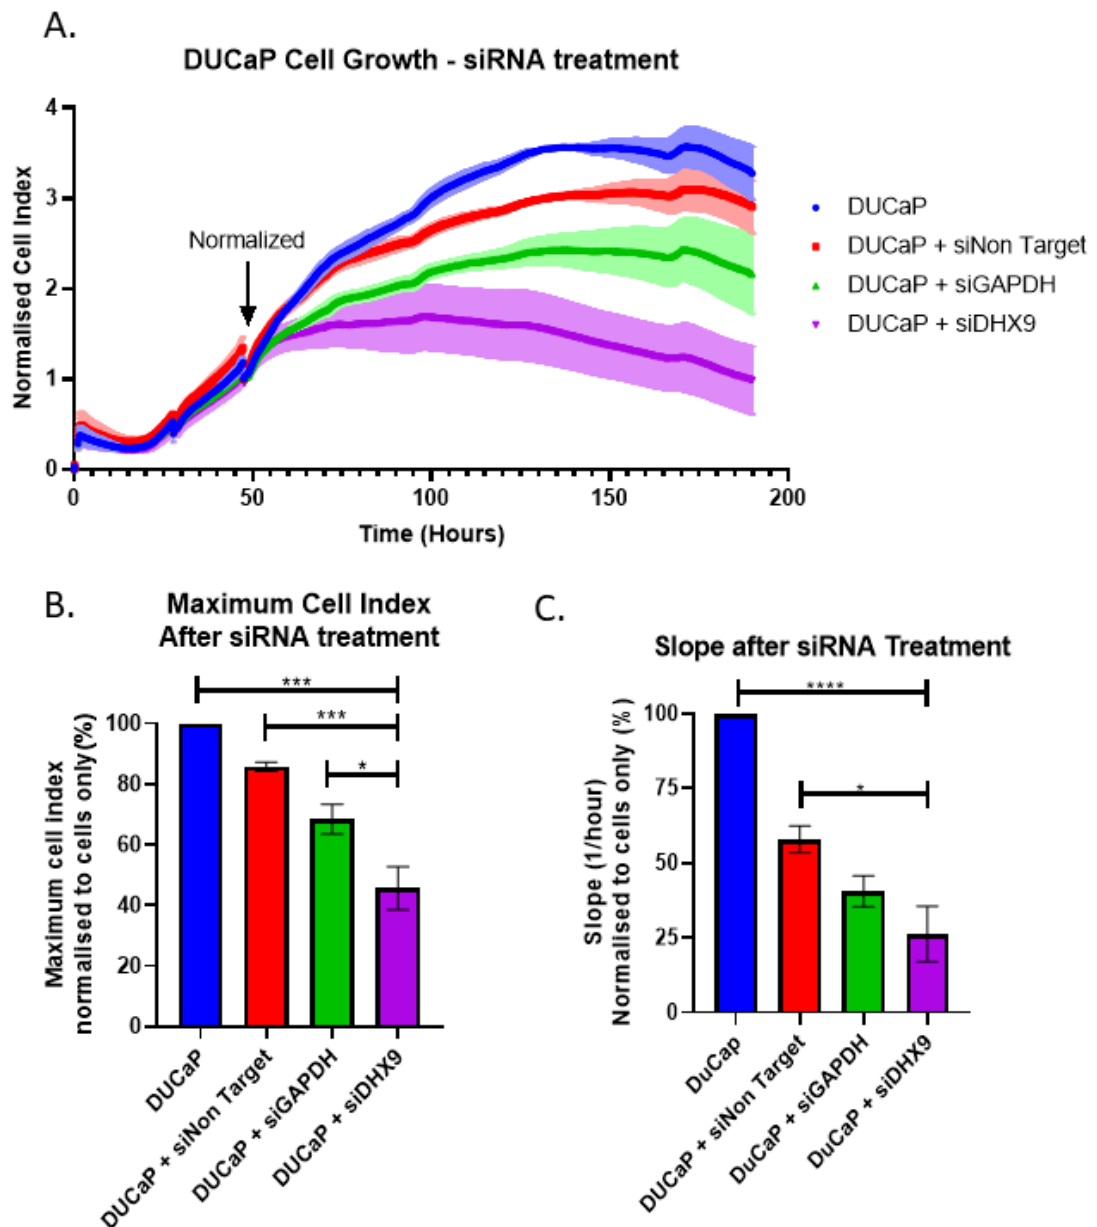 A.
DUCaP Cell Growth - siRNA treatment
Normalised Cell Index
4
3
2
1
0
Normalized
0
50
100
150
200
Time (Hours)
DUCaP
DUCaP + siNon Target
DUCaP + siGAPDH
DUCaP + siDHX9
B.
Maximum Cell Index
After siRNA treatment
Maximum cell index
normalised to cells only(%)
100
80
60
40
20
0
***
***
*
DUCaP
DUCaP + siNon Target
DUCaP + siGAPDH
DUCaP + siDHX9
C.
Slope after siRNA Treatment
Slope (1/hour)
Normalised to cells only (%)
100
75
50
25
0
****
*
DuCap
DUCaP + siNon Target
DuCaP + siGAPDH
DuCaP + siDHX9